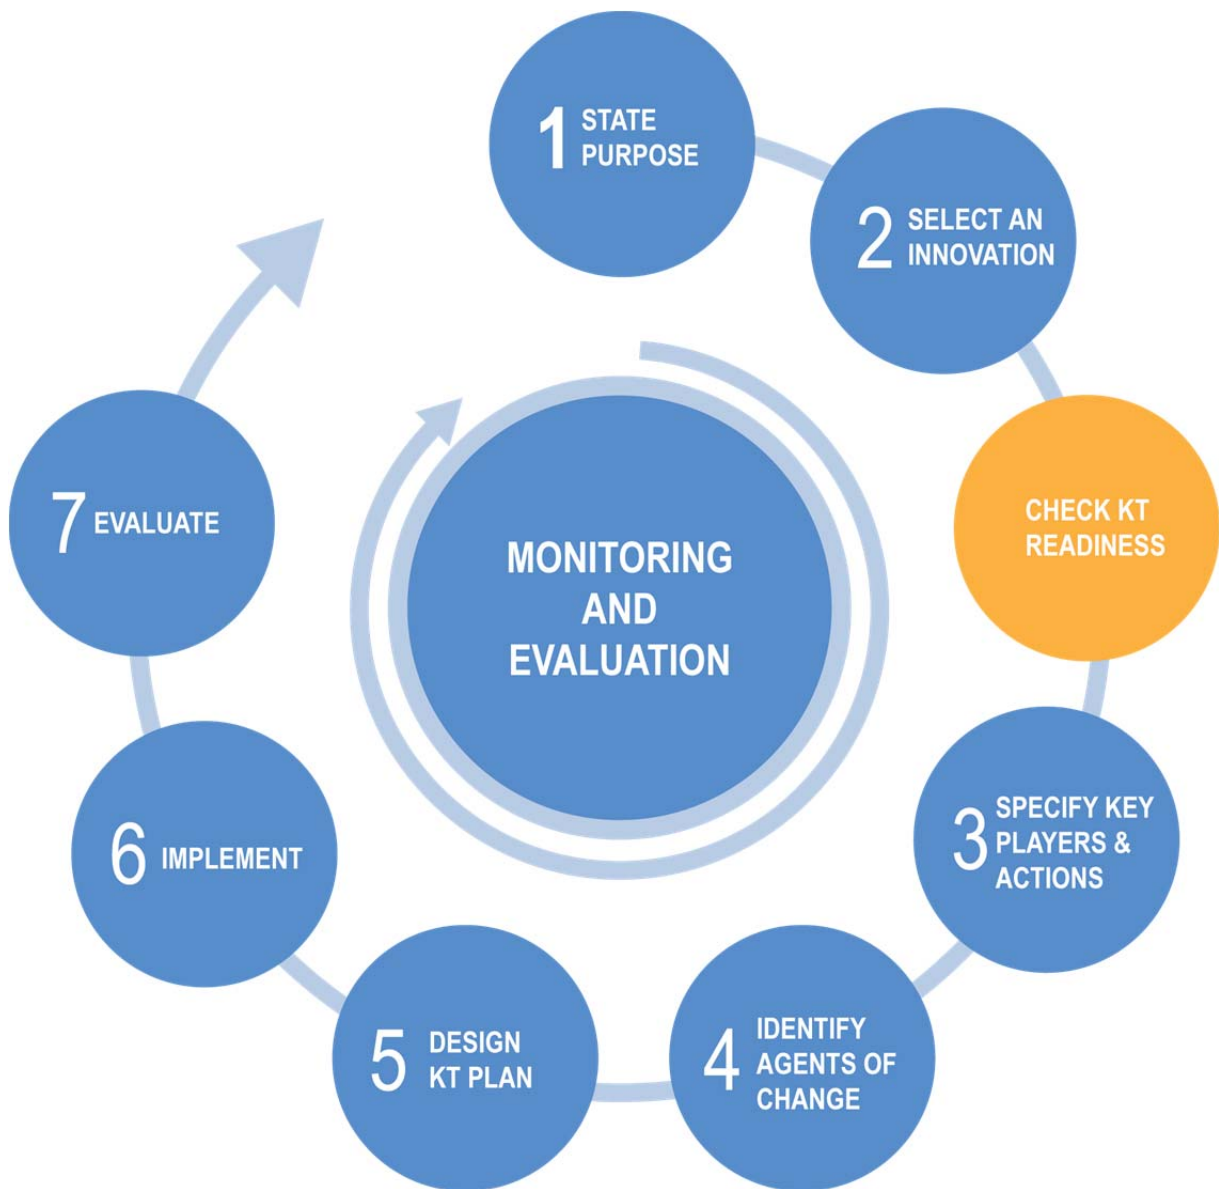 1 STATE
PURPOSE
2 SELECT AN
INNOVATION
CHECK KT
READINESS
3 SPECIFY KEY
PLAYERS &
ACTIONS
4 IDENTIFY
AGENTS OF
CHANGE
5 DESIGN
KT PLAN
6 IMPLEMENT
7 EVALUATE
MONITORING
AND
EVALUATION